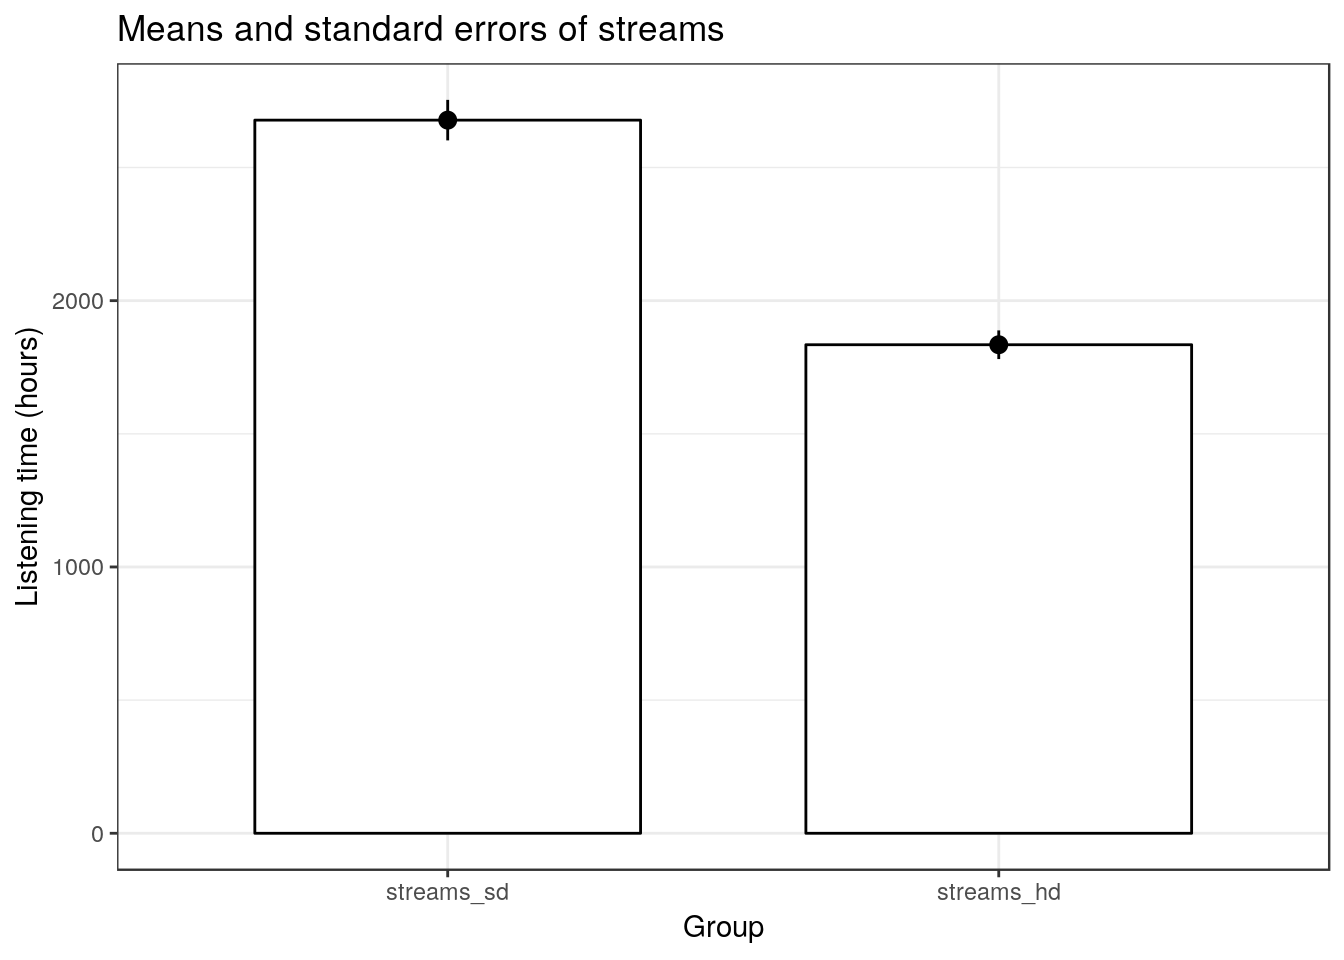 Means and standard errors of streams
Listening time (hours)
2000
1000
0
streams_sd
streams_hd
Group